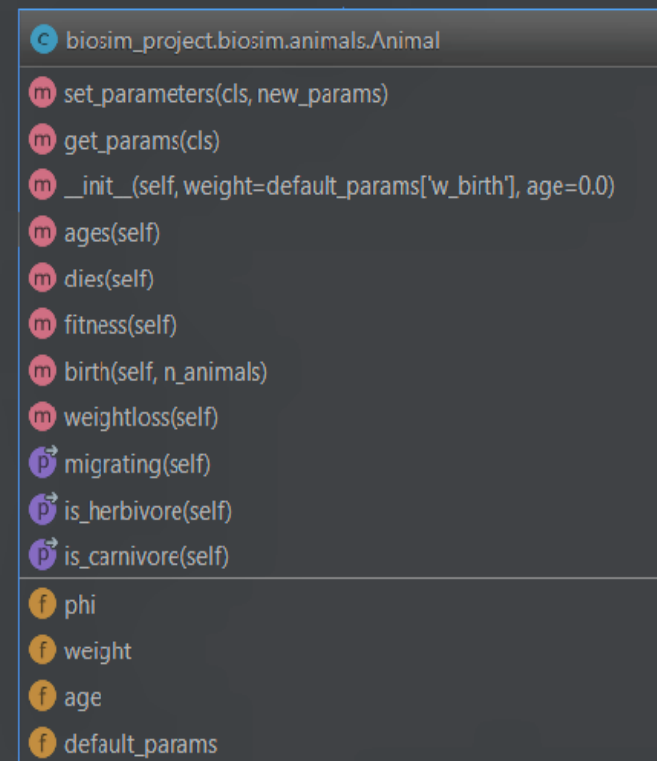 C biosim_project.biosim.animals.Animal
m set_parameters(cls, new_params)
m get_params(cls)
m __init__(self, weight=default_params['w_birth'], age=0.0)
m ages(self)
m dies(self)
m fitness(self)
m birth(self, n_animals)
m weightloss(self)
p migrating(self)
p is_herbivore(self)
p is_carnivore(self)
f phi
f weight
f age
f default_params